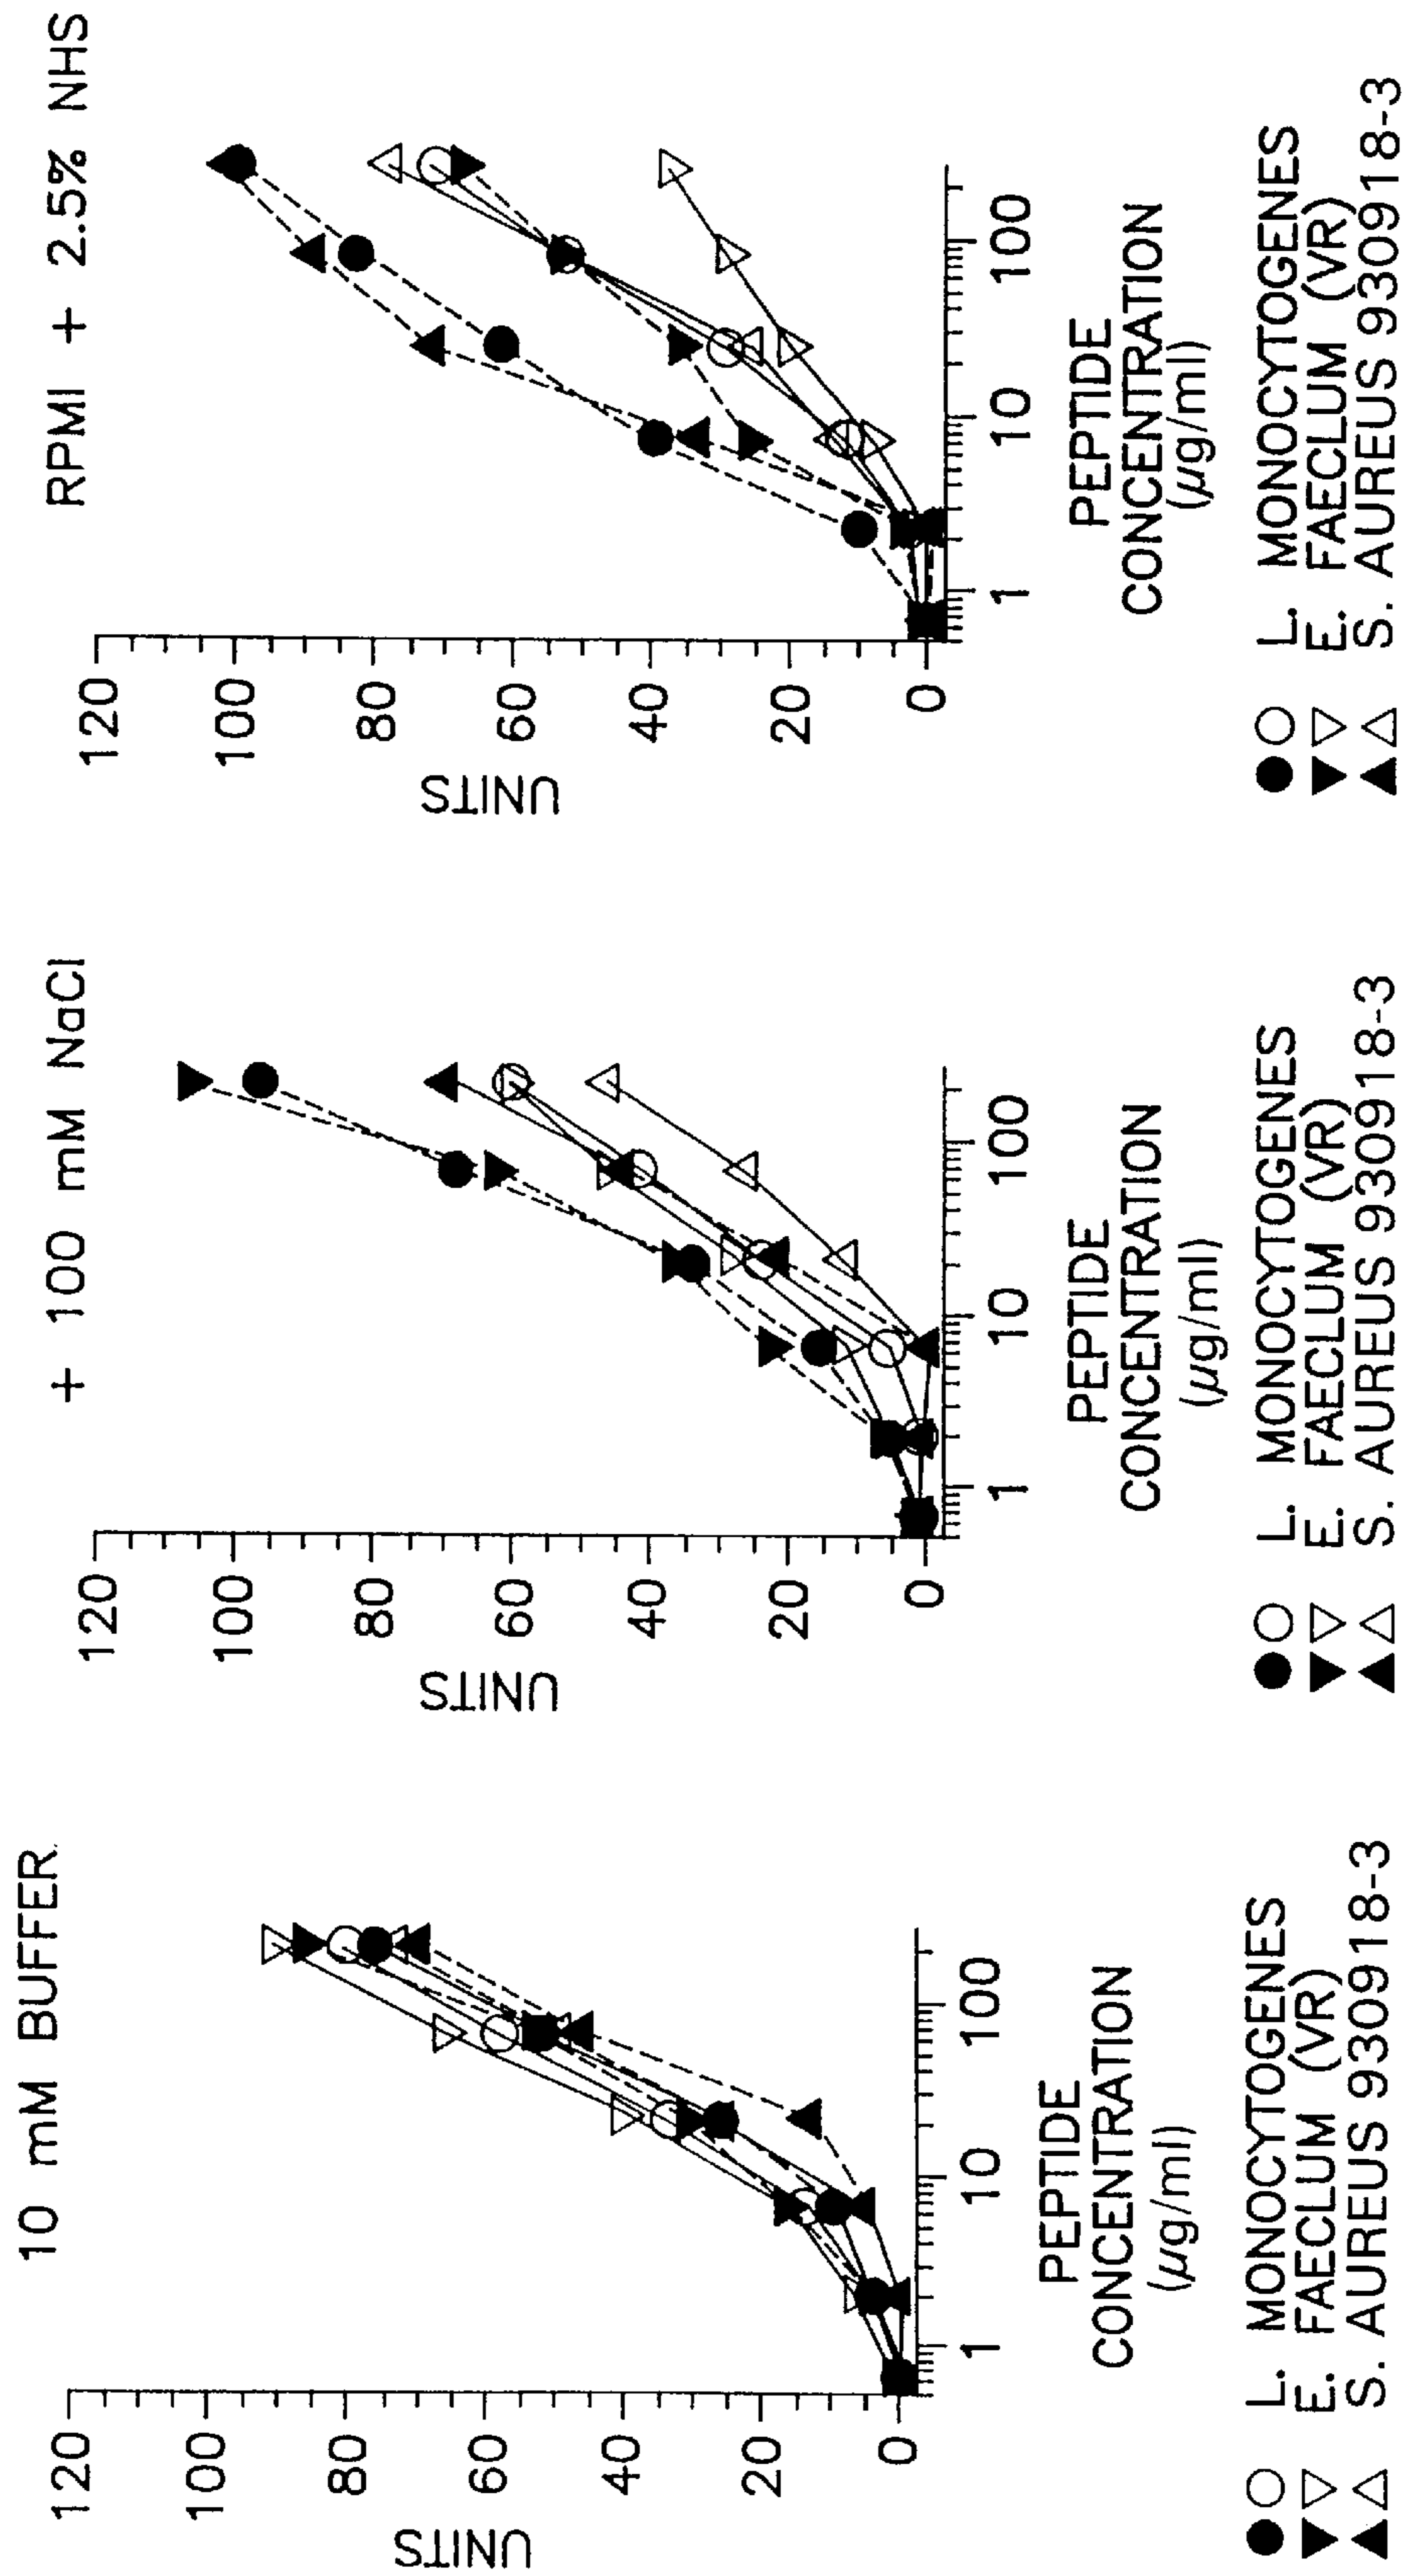 10 mM BUFFER
UNITS
120
100
80
60
40
20
0
1
10
100
PEPTIDE
CONCENTRATION
(µg/ml)
L. MONOCYTOGENES
E. FAECLUM (VR)
S. AUREUS 930918-3
+ 100 mM NaCl
UNITS
120
100
80
60
40
20
0
1
10
100
PEPTIDE
CONCENTRATION
(µg/ml)
L. MONOCYTOGENES
E. FAECLUM (VR)
S. AUREUS 930918-3
RPMI + 2.5% NHS
UNITS
120
100
80
60
40
20
0
1
10
100
PEPTIDE
CONCENTRATION
(µg/ml)
L. MONOCYTOGENES
E. FAECLUM (VR)
S. AUREUS 930918-3